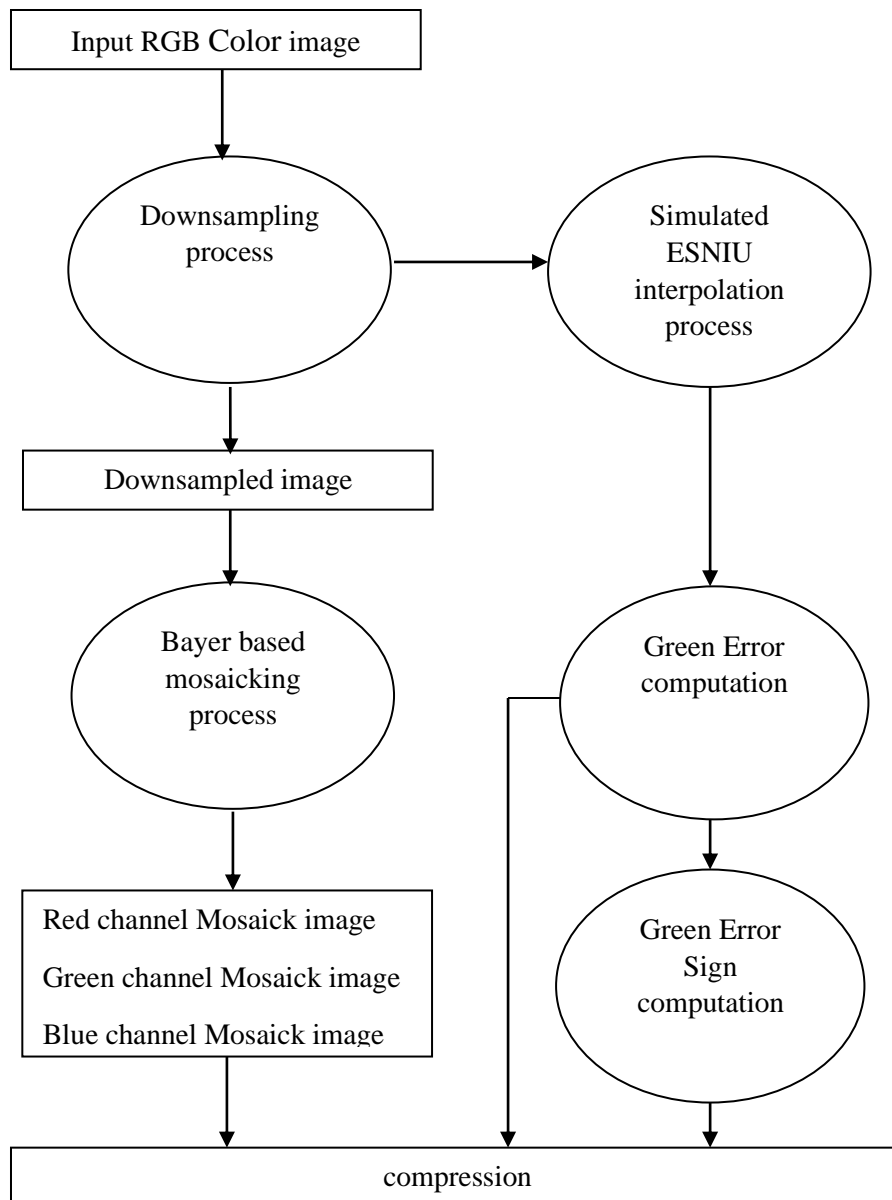 Input RGB Color image
Downsampling
process
Simulated
ESNIU
interpolation
process
Downsampled image
Bayer based
mosaicking
process
Green Error
computation
Red channel Mosaick image
Green channel Mosaick image
Blue channel Mosaick image
Green Error
Sign
computation
compression